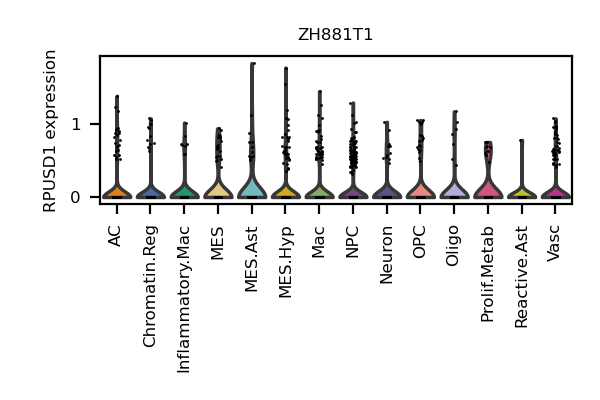 ZH881T1
RPUSD1 expression
1
0
AC
Chromatin.Reg
Inflammatory.Mac
MES
MES.Ast
MES.Hyp
Mac
NPC
Neuron
OPC
Oligo
Prolif.Metab
Reactive.Ast
Vasc